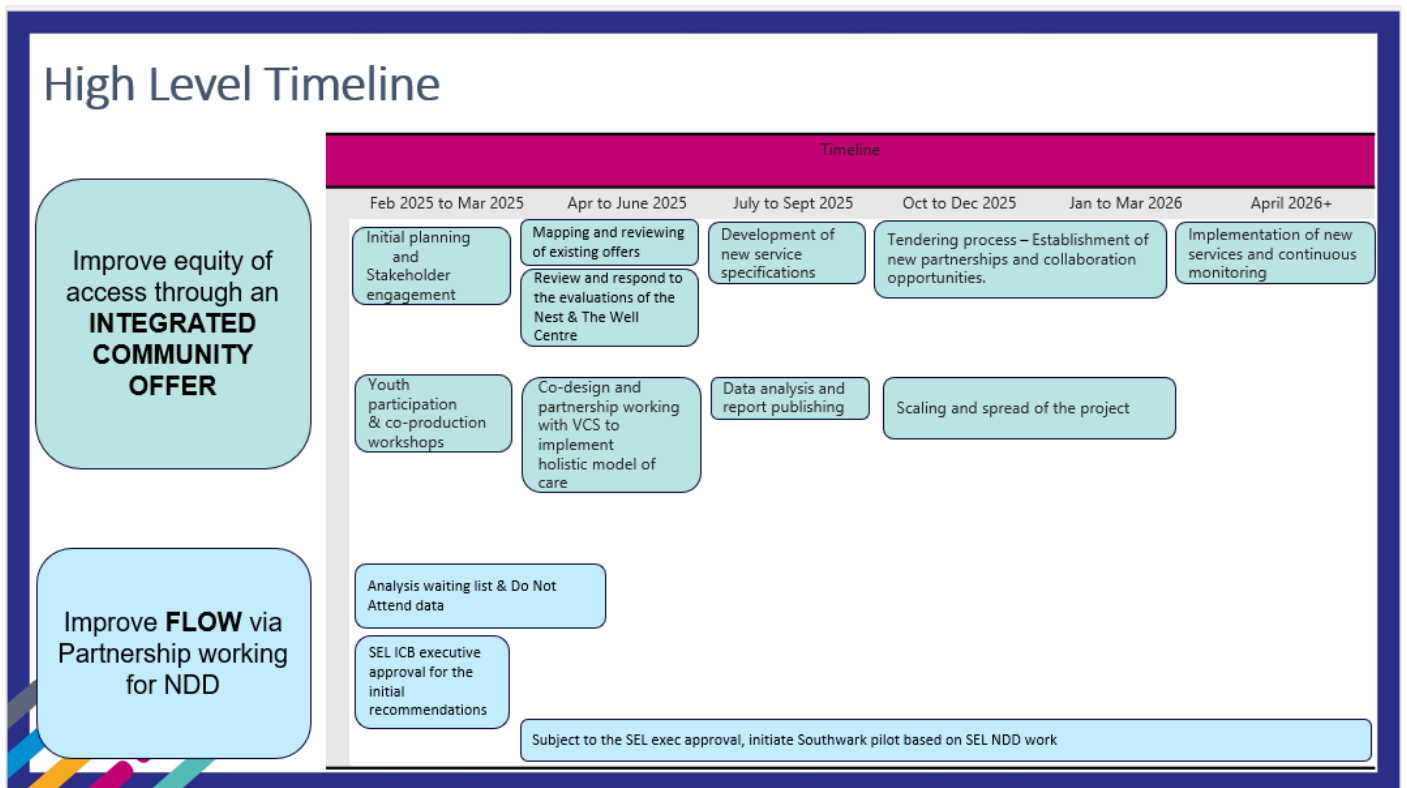 High Level Timeline
Timeline
Feb 2025 to Mar 2025
Apr to June 2025
July to Sept 2025
Oct to Dec 2025
Jan to Mar 2026
April 2026+
Improve equity of
access through an
INTEGRATED
COMMUNITY
OFFER
Initial planning
and
Stakeholder
engagement
Mapping and reviewing
of existing offers
Review and respond to
the evaluations of the
Nest & The Well
Centre
Development of
new service
specifications
Tendering process – Establishment of
new partnerships and collaboration
opportunities.
Implementation of new
services and continuous
monitoring
Youth
participation
& co-production
workshops
Co-design and
partnership working
with VCS to
implement
holistic model of
care
Data analysis and
report publishing
Scaling and spread of the project
Improve FLOW via
Partnership working
for NDD
Analysis waiting list & Do Not
Attend data
SEL ICB executive
approval for the
initial
recommendations
Subject to the SEL exec approval, initiate Southwark pilot based on SEL NDD work